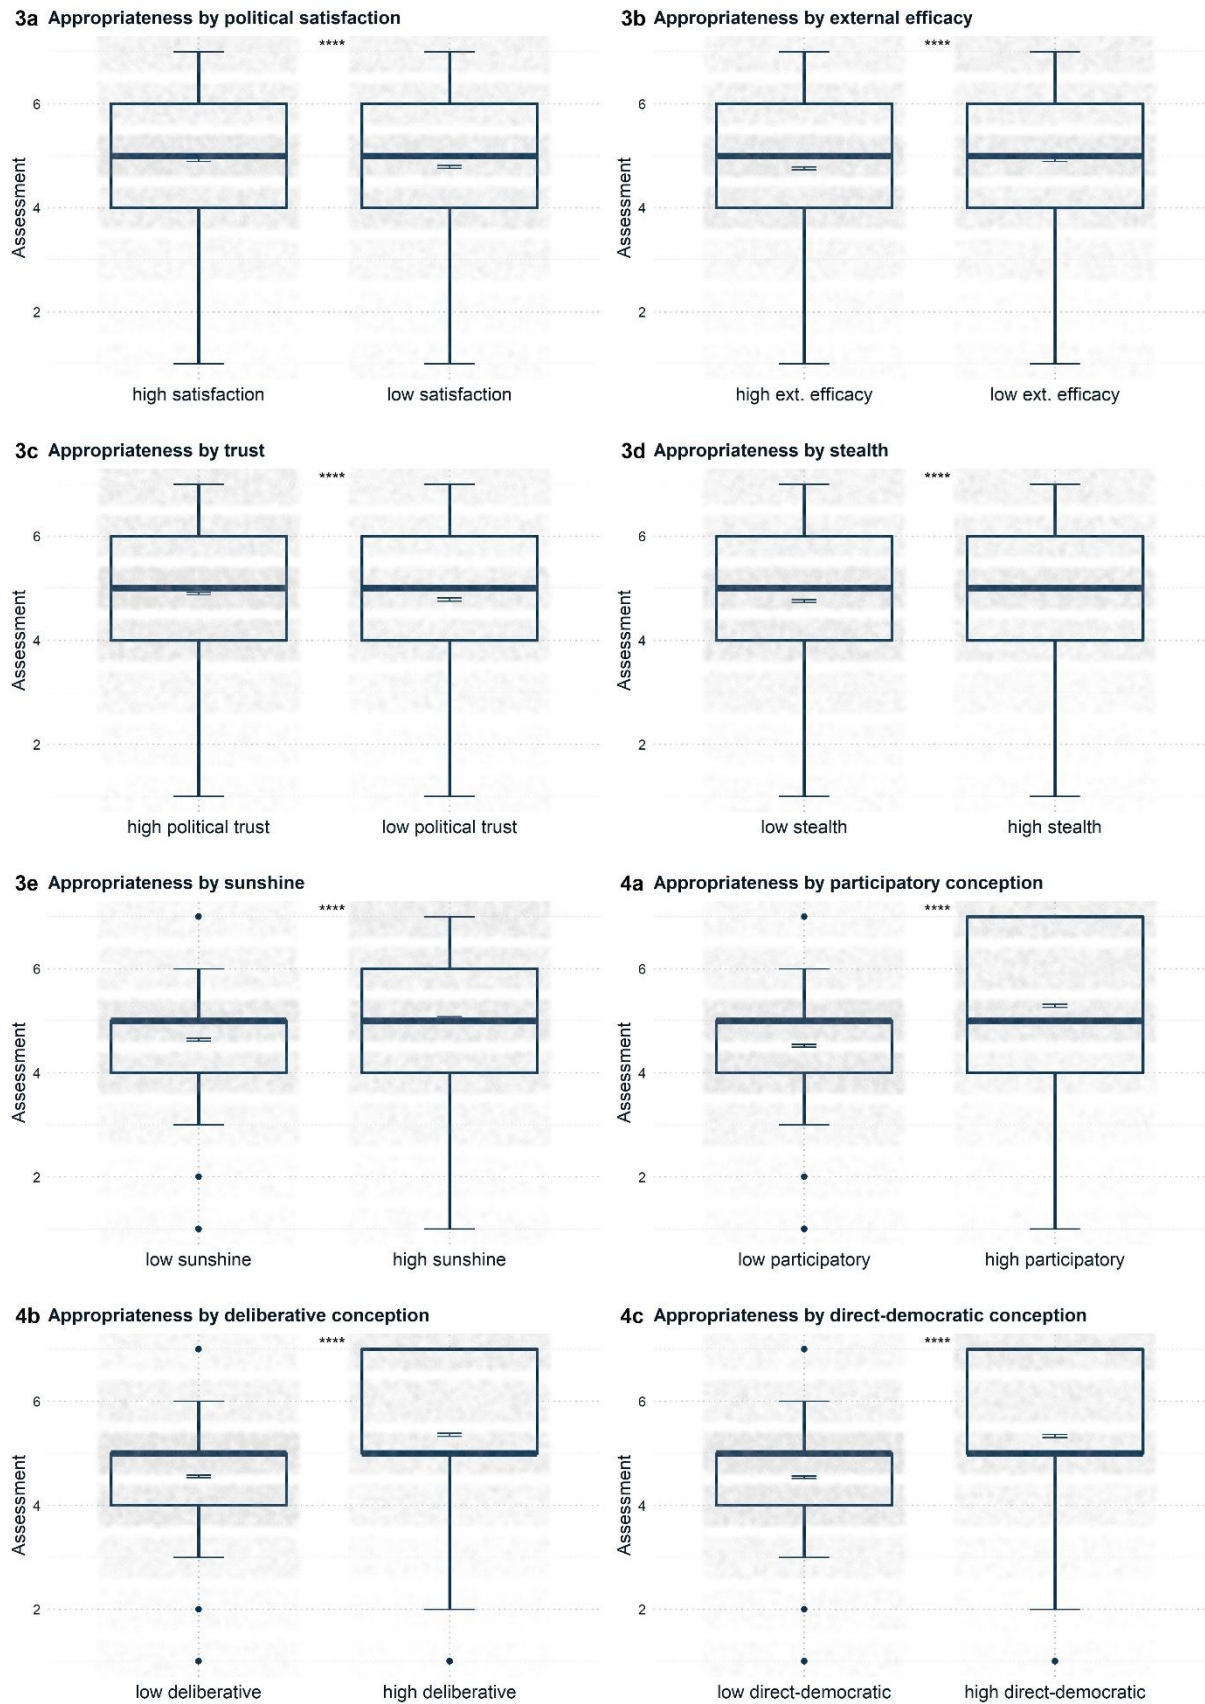 3a Appropriateness by political satisfaction
****
6
4
2
Assessment
high satisfaction
low satisfaction
3b Appropriateness by external efficacy
****
6
4
2
Assessment
high ext. efficacy
low ext. efficacy
3c Appropriateness by trust
****
6
4
2
Assessment
high political trust
low political trust
3d Appropriateness by stealth
****
6
4
2
Assessment
low stealth
high stealth
3e Appropriateness by sunshine
****
6
4
2
Assessment
low sunshine
high sunshine
4a Appropriateness by participatory conception
****
6
4
2
Assessment
low participatory
high participatory
4b Appropriateness by deliberative conception
****
6
4
2
Assessment
low deliberative
high deliberative
4c Appropriateness by direct-democratic conception
****
6
4
2
Assessment
low direct-democratic
high direct-democratic